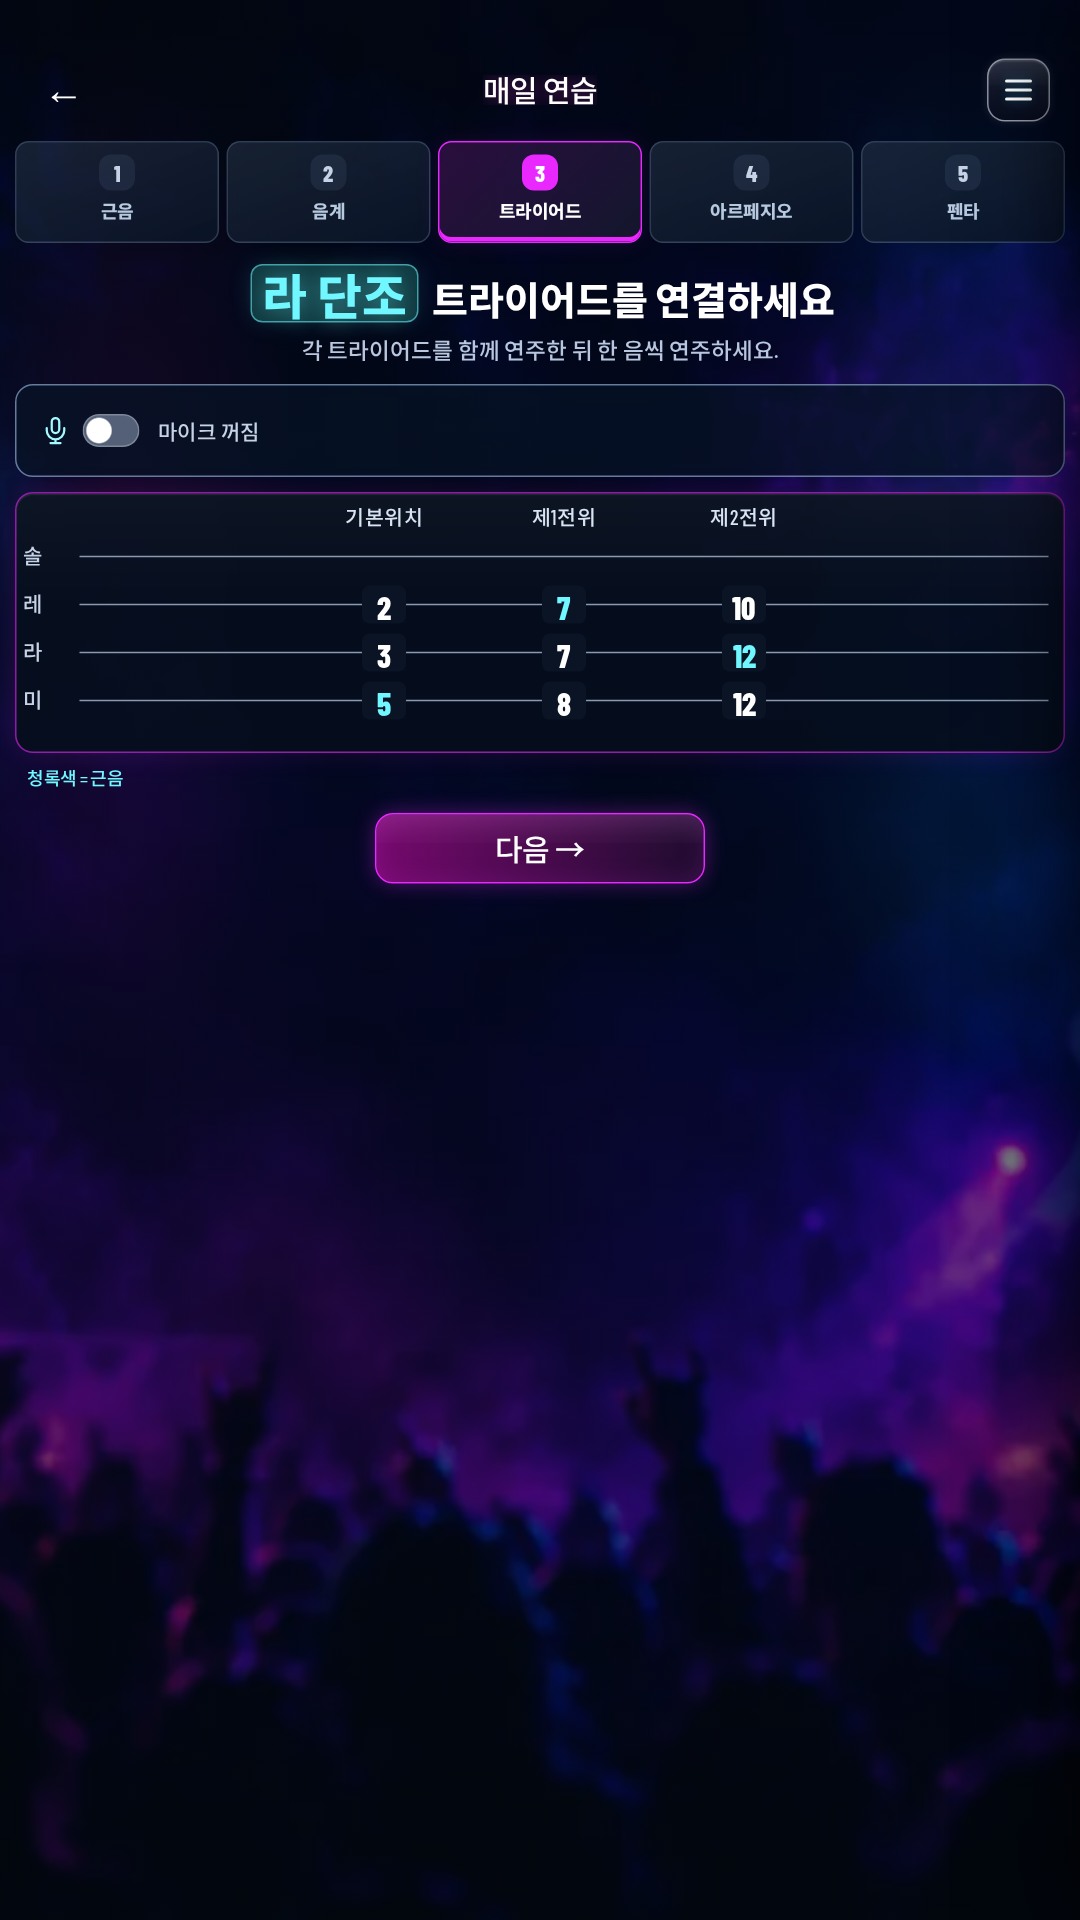 ← 매일 연습
1 2 3 4 5
근음 음계 트라이어드 아르페지오 펜타
라 단조 트라이어드를 연결하세요
각 트라이어드를 함께 연주한 뒤 한 음씩 연주하세요.
마이크 꺼짐
기본위치 제1전위 제2전위
솔
레 2 7 10
라 3 7 12
미 5 8 12
청록색 = 근음
다음 →